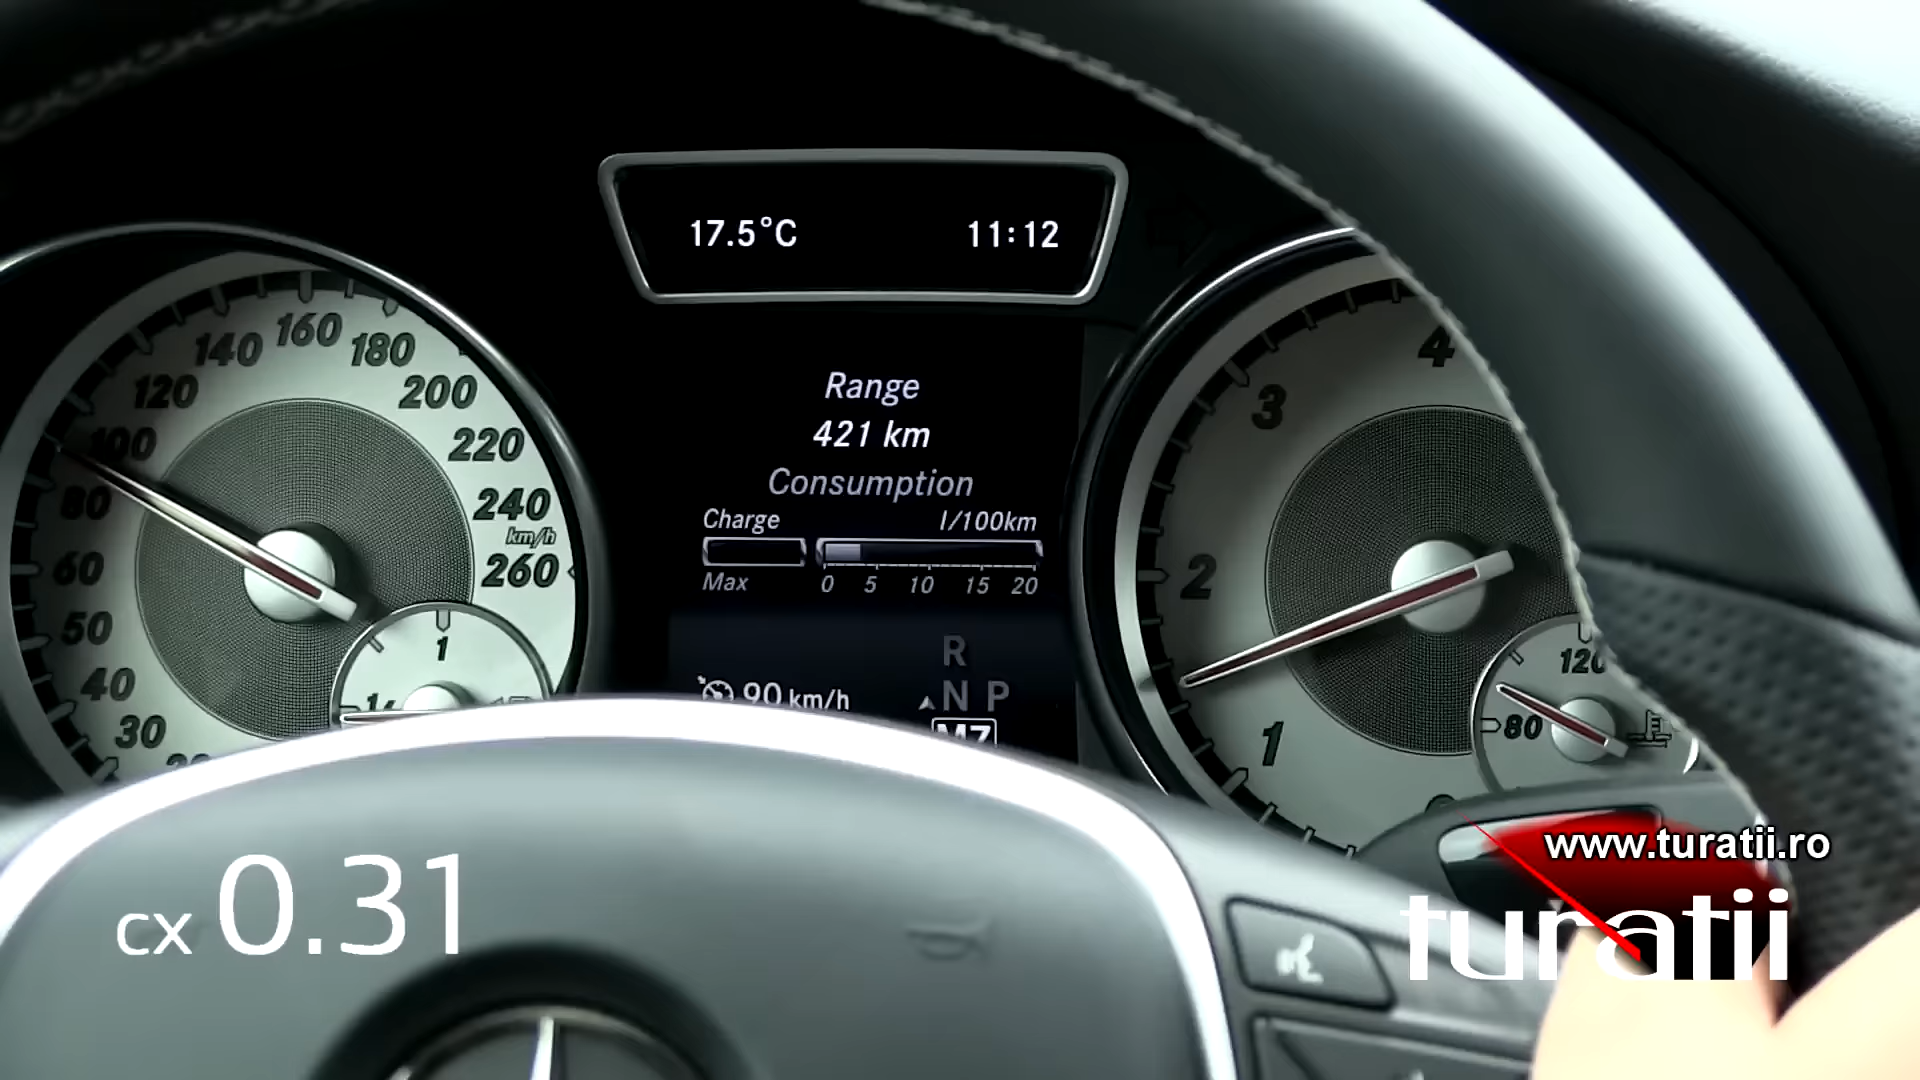 17.5°C 11:12
Range
421 km
Consumption
Charge l/100km
Max 0 5 10 15 20
R
90 km/h N P
M7
30 40 50 60 80 100 120 140 160 180 200 220 240 260
km/h
1
1 2 3 4
80 120
cx 0.31
www.turatii.ro
turatii